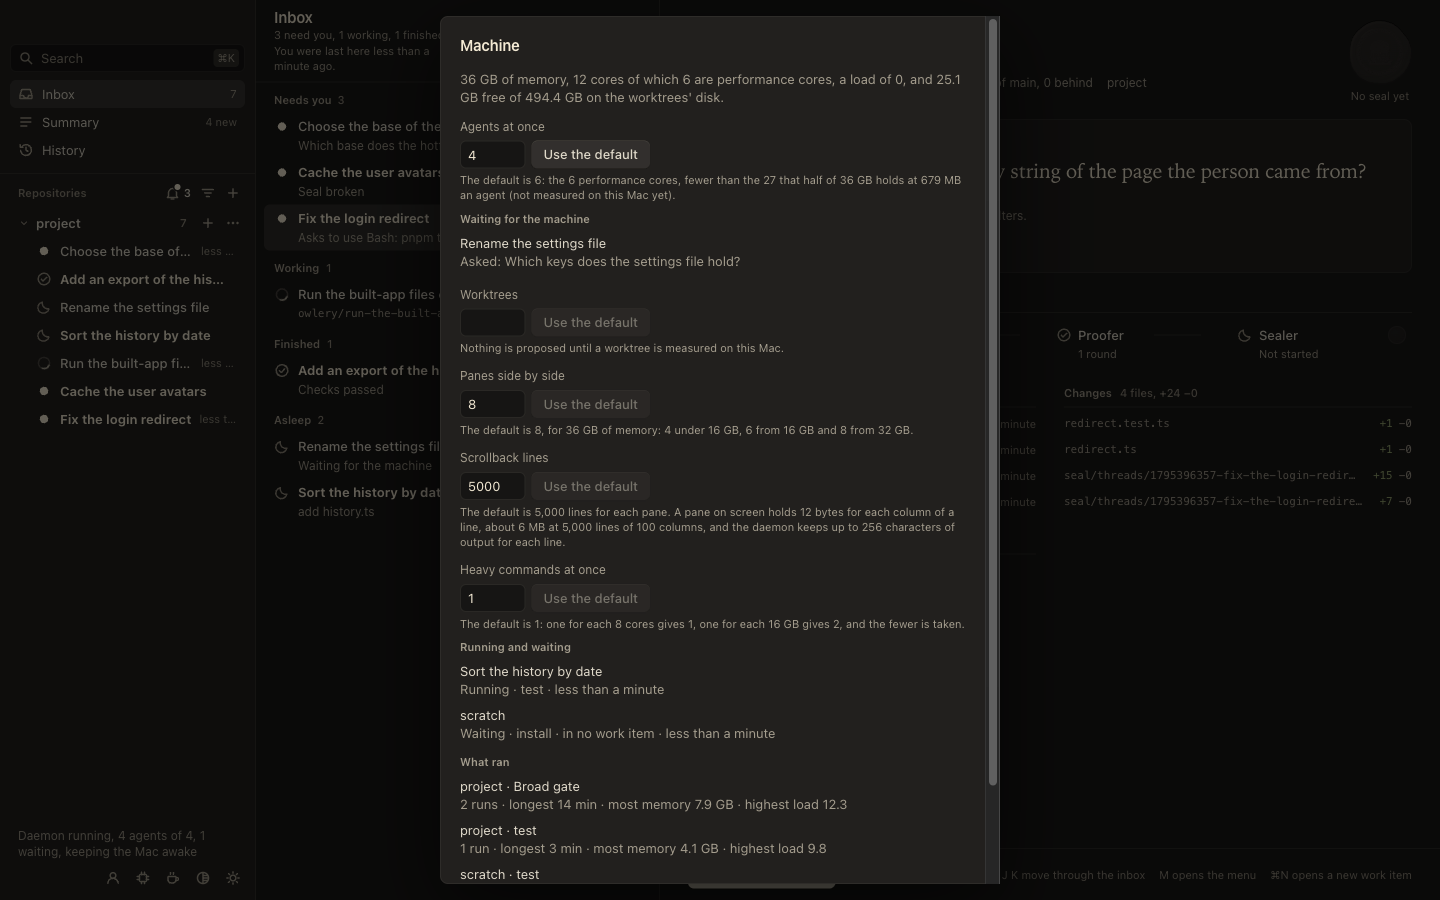 Search
⌘K
Inbox
7
Summary
4 new
History
Repositories
3
project
7
Choose the base of...
less ...
Add an export of the his...
Rename the settings file
Sort the history by date
Run the built-app fi...
less ...
Cache the user avatars
Fix the login redirect
less t...
Daemon running, 4 agents of 4, 1
waiting, keeping the Mac awake
Inbox
3 need you, 1 working, 1 finished
You were last here less than a
minute ago.
Needs you 3
Choose the base of the
Which base does the
Cache the user avatars
Seal broken
Fix the login redirect
Asks to use Bash: pnpm
Working 1
Run the built-app files
owlery/run-the-built-a
Finished 1
Add an export of the h
Checks passed
Asleep 2
Rename the settings fil
Waiting for the machine
Sort the history by dat
add history.ts
Machine
36 GB of memory, 12 cores of which 6 are performance cores, a load of 0, and 25.1
GB free of 494.4 GB on the worktrees' disk.
Agents at once
4
Use the default
The default is 6: the 6 performance cores, fewer than the 27 that half of 36 GB holds at 679 MB
an agent (not measured on this Mac yet).
Waiting for the machine
Rename the settings file
Asked: Which keys does the settings file hold?
Worktrees
Use the default
Nothing is proposed until a worktree is measured on this Mac.
Panes side by side
8
Use the default
The default is 8, for 36 GB of memory: 4 under 16 GB, 6 from 16 GB and 8 from 32 GB.
Scrollback lines
5000
Use the default
The default is 5,000 lines for each pane. A pane on screen holds 12 bytes for each column of a
line, about 6 MB at 5,000 lines of 100 columns, and the daemon keeps up to 256 characters of
output for each line.
Heavy commands at once
1
Use the default
The default is 1: one for each 8 cores gives 1, one for each 16 GB gives 2, and the fewer is taken.
Running and waiting
Sort the history by date
Running · test · less than a minute
scratch
Waiting · install · in no work item · less than a minute
What ran
project · Broad gate
2 runs · longest 14 min · most memory 7.9 GB · highest load 12.3
project · test
1 run · longest 3 min · most memory 4.1 GB · highest load 9.8
scratch · test
of main, 0 behind
project
No seal yet
string of the page the person came from?
ters.
Proofer
1 round
Sealer
Not started
Changes 4 files, +24 −0
minute
redirect.test.ts
+1 −0
minute
redirect.ts
+1 −0
minute
seal/threads/1795396357-fix-the-login-redir…
+15 −0
minute
seal/threads/1795396357-fix-the-login-redire…
+7 −0
J K move through the inbox
M opens the menu
⌘N opens a new work item